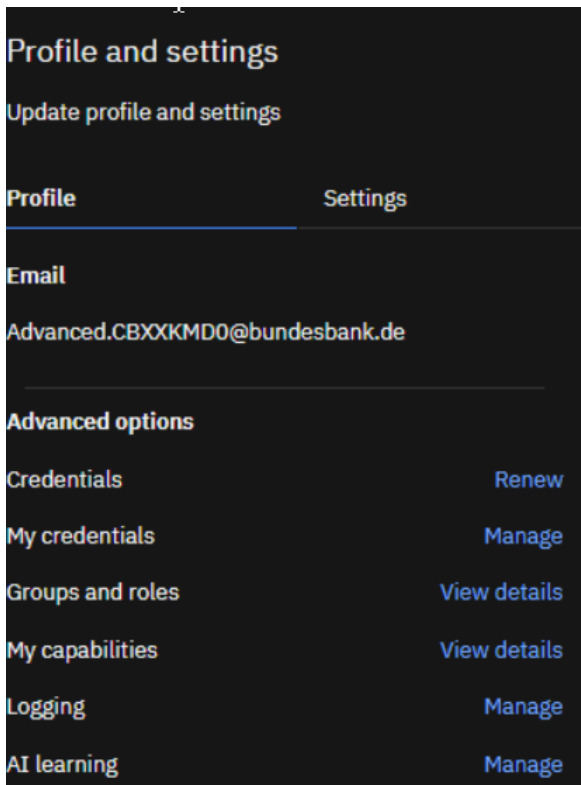 Profile and settings
Update profile and settings
Profile Settings
Email
Advanced.CBXXKMD0@bundesbank.de
Advanced options
Credentials Renew
My credentials Manage
Groups and roles View details
My capabilities View details
Logging Manage
AI learning Manage